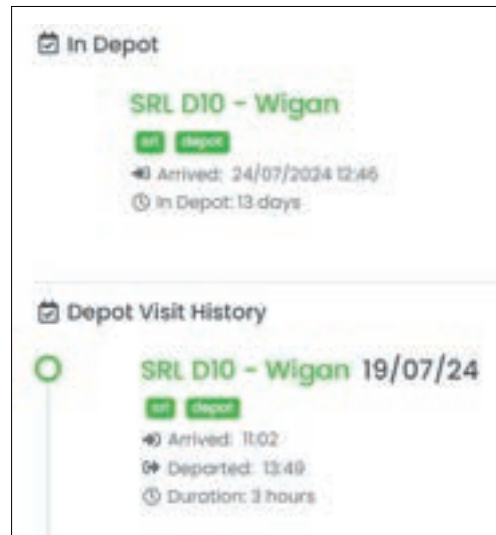 In Depot
SRL D10 - Wigan
srl depot
Arrived: 24/07/2024 12:46
In Depot: 13 days
Depot Visit History
SRL D10 - Wigan 19/07/24
srl depot
Arrived: 11:02
Departed: 13:49
Duration: 3 hours